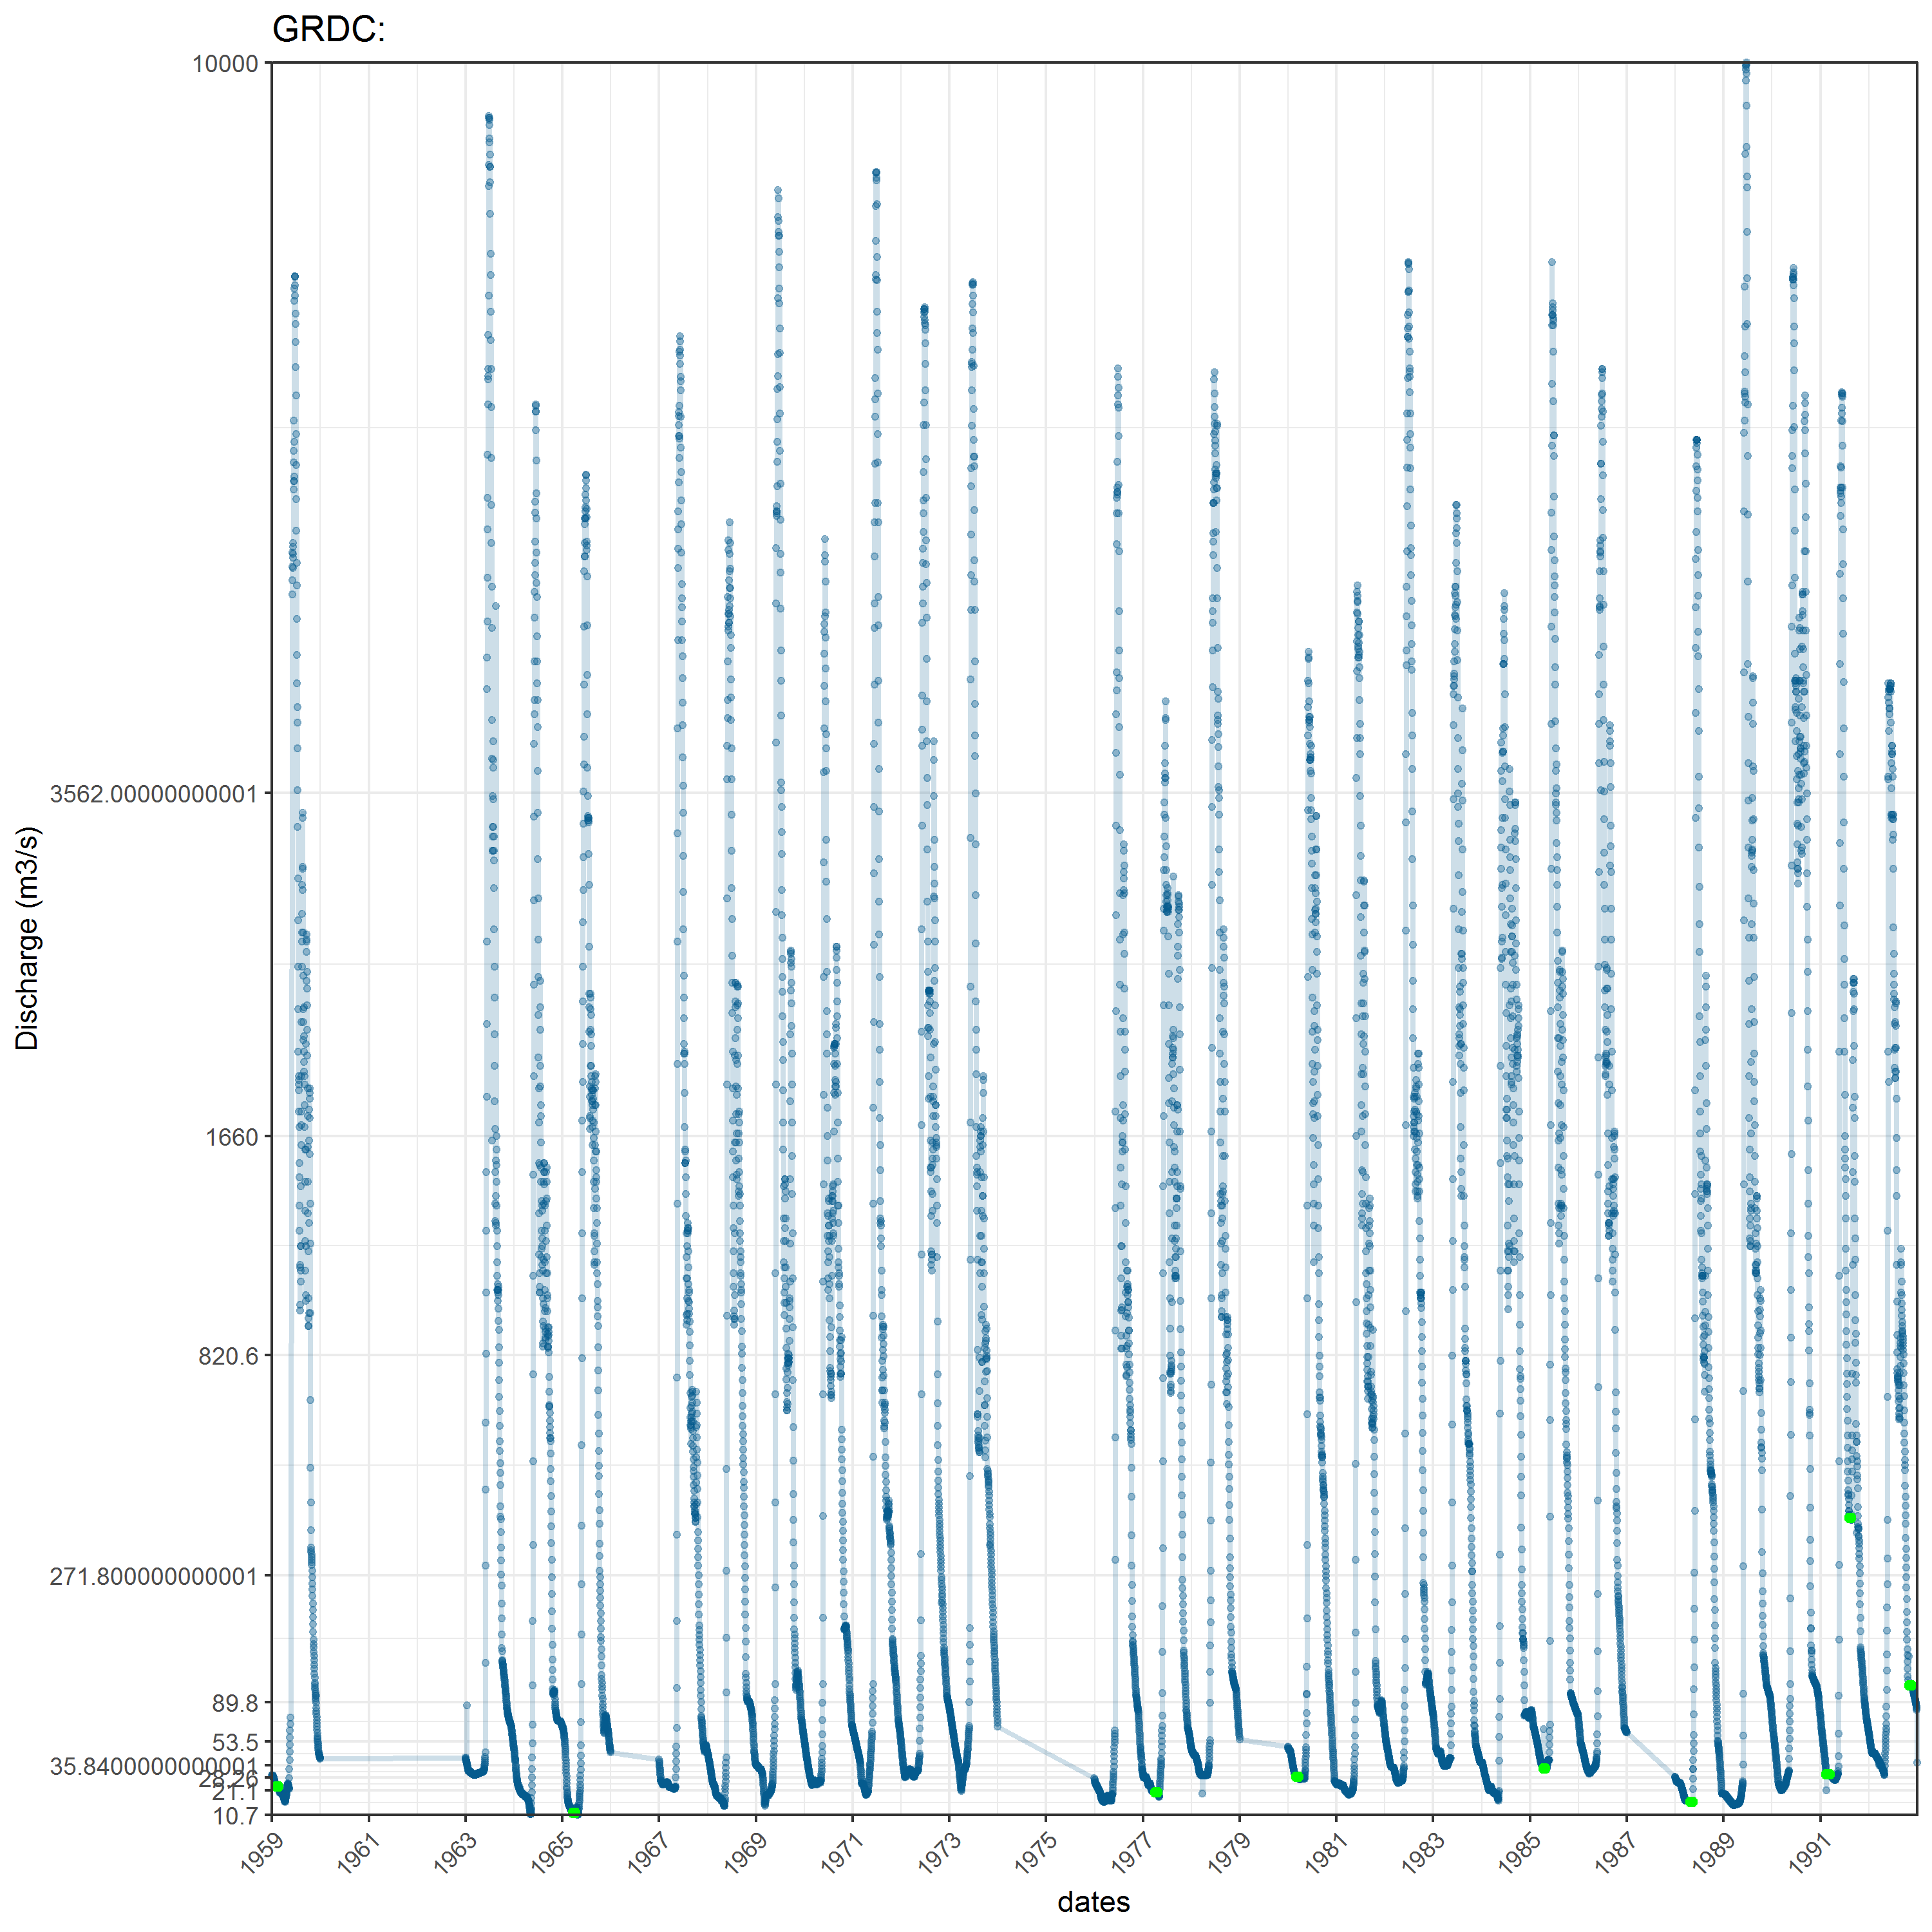 GRDC:
10000
3562.00000000001
1660
820.6
271.800000000001
89.8
53.5
35.8400000000001
28.26
21.1
10.7
Discharge (m3/s)
1959 1961 1963 1965 1967 1969 1971 1973 1975 1977 1979 1981 1983 1985 1987 1989 1991
dates